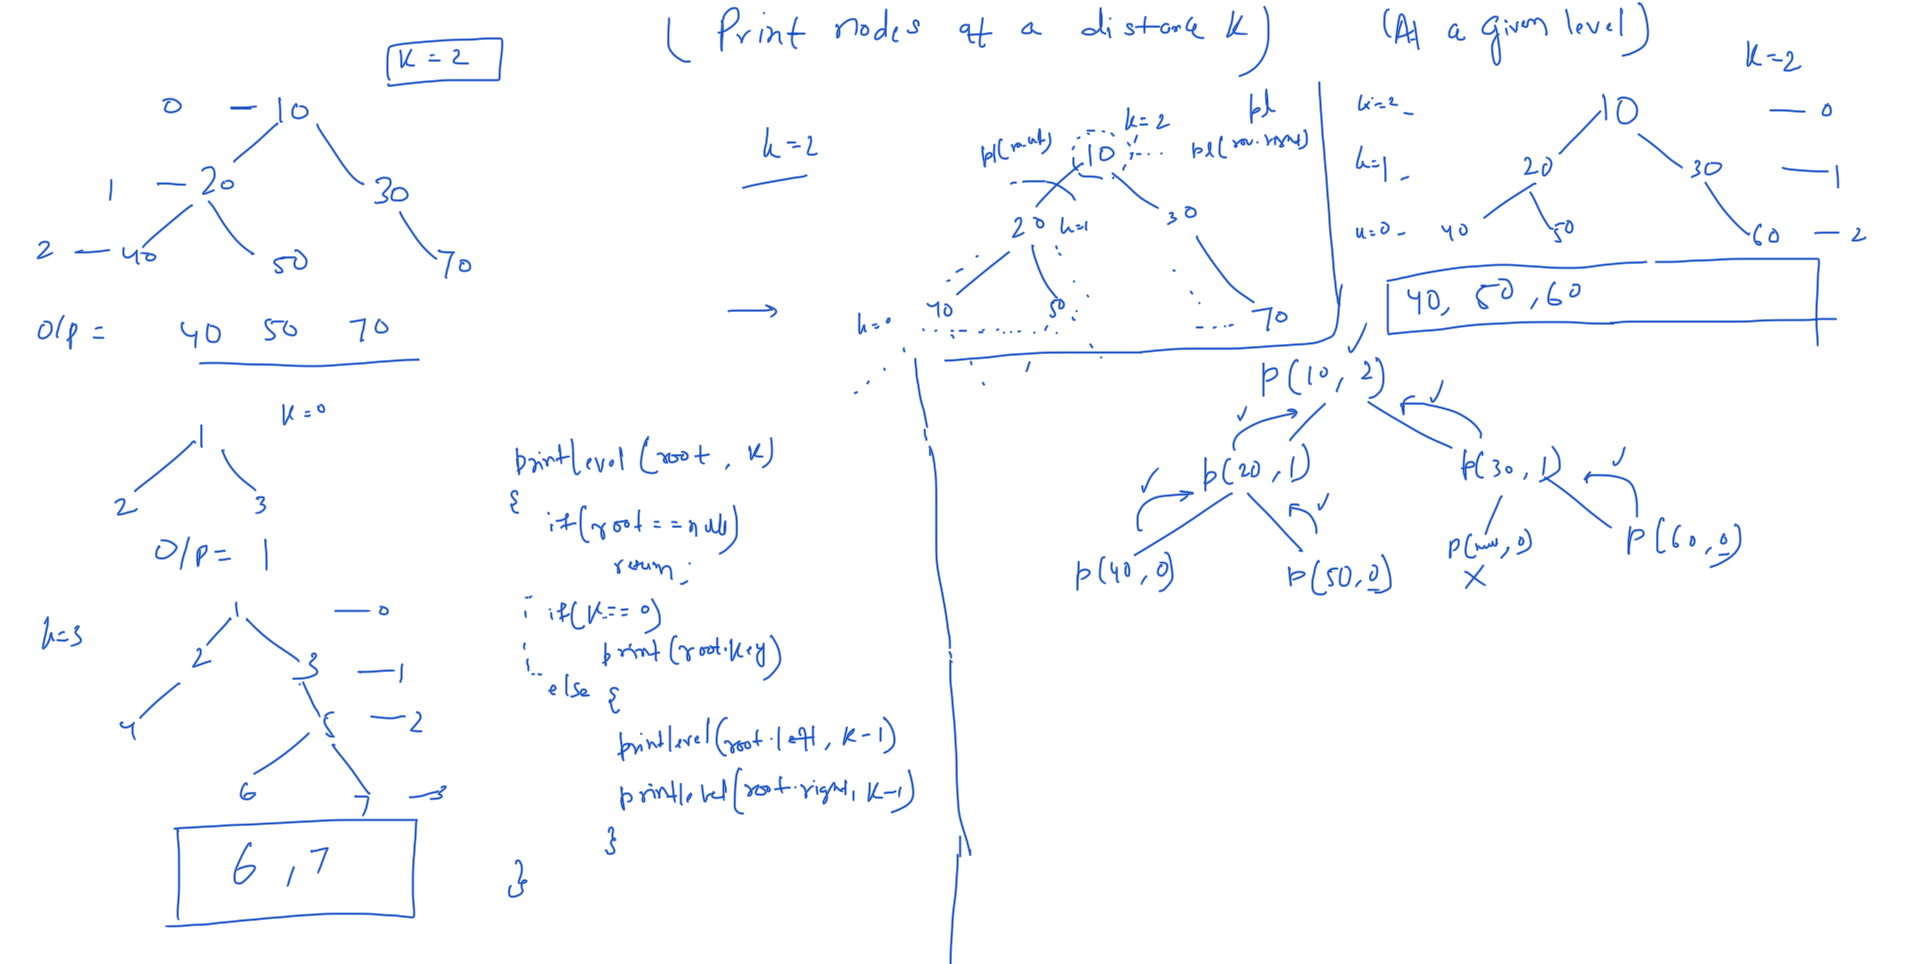 (Print nodes at a distance K) (At a given level)
K = 2
0 — 10
1 — 20 30
2 — 40 50 70
O/p = 40 50 70
K = 0
1
2 3
O/P = 1
k=3
1 — 0
2 3 — 1
4 5 — 2
6 7 — 3
6, 7
k = 2
printlevel (root, K)
{
if(root == null)
return;
if(K == 0)
print(root.key)
else {
printlevel(root.left, K-1)
printlevel(root.right, K-1)
}
}
k = 2
pl
10
20 k=1 30
k=0 40 50 70
K=2
k=2 - 10 — 0
k=1 - 20 30 — 1
k=0 - 40 50 60 — 2
40, 50, 60
p(10, 2)
p(20, 1) p(30, 1)
p(40, 0) p(50, 0) p(null, 0) p(60, 0)
X